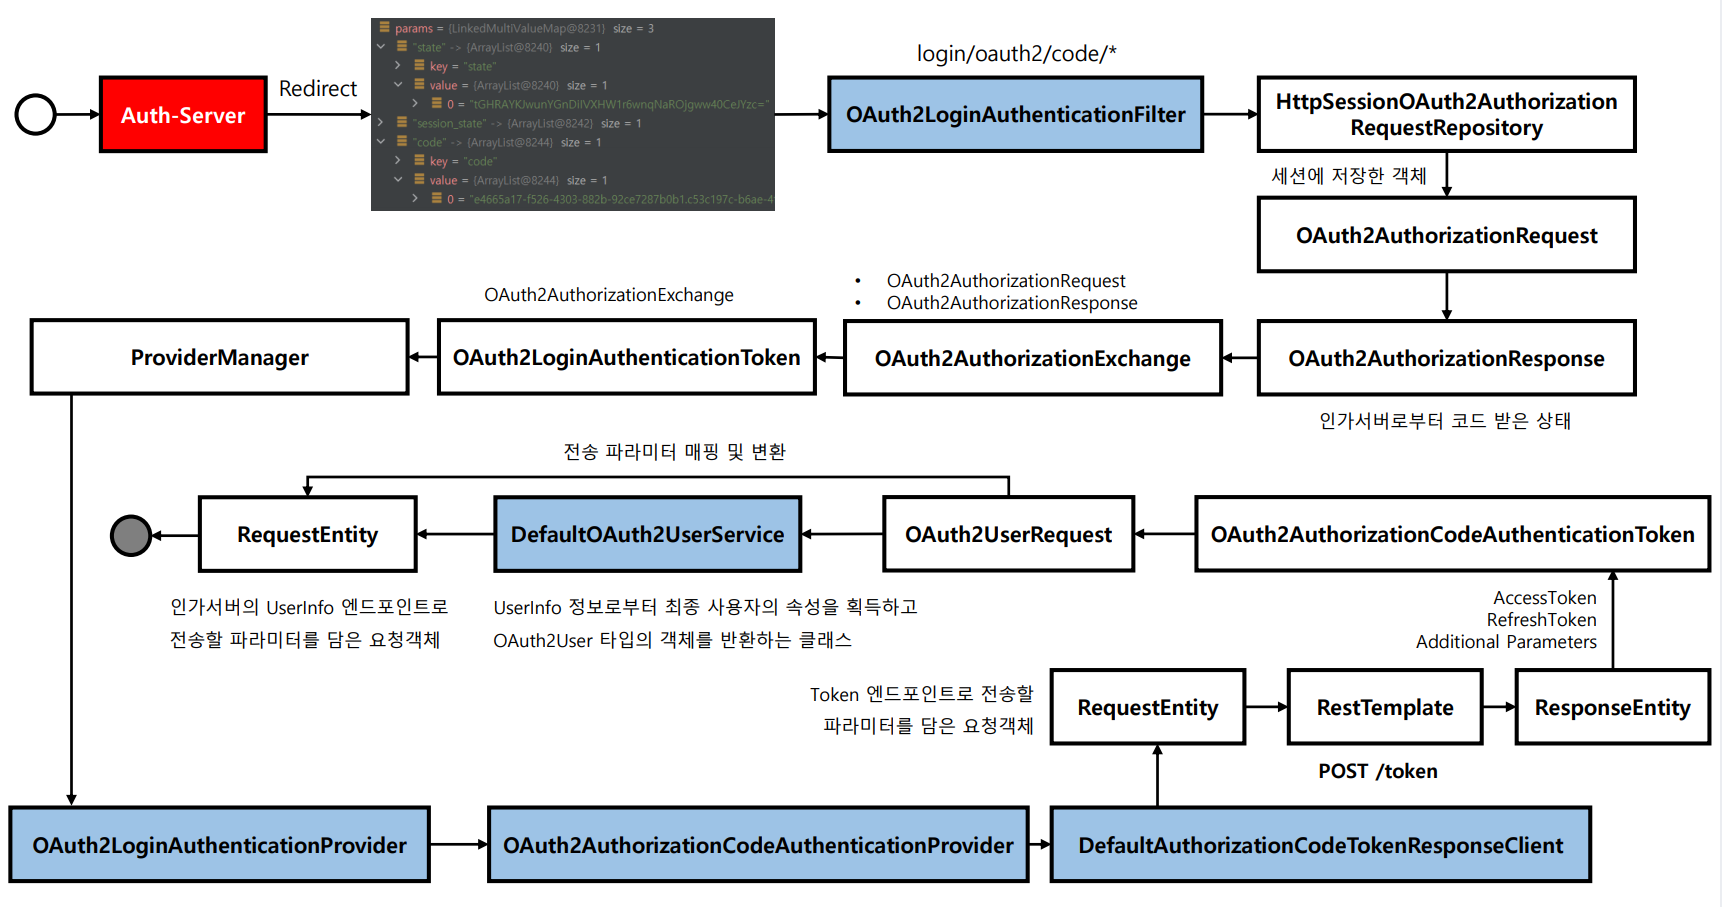 Auth-Server
Redirect
params = {LinkedMultiValueMap@8231} size = 3
"state" -> {ArrayList@8240} size = 1
key = "state"
value = {ArrayList@8240} size = 1
"session_state" -> {ArrayList@8242} size = 1
"code" -> {ArrayList@8244} size = 1
key = "code"
value = {ArrayList@8244} size = 1
0 = "e4665a17-f526-4303-882b-92ce7287b0b1.c53c197c-b6ae-4
login/oauth2/code/*
OAuth2LoginAuthenticationFilter
HttpSessionOAuth2Authorization
RequestRepository
세션에 저장한 객체
OAuth2AuthorizationRequest
• OAuth2AuthorizationRequest
• OAuth2AuthorizationResponse
OAuth2AuthorizationExchange
ProviderManager
OAuth2LoginAuthenticationToken
OAuth2AuthorizationExchange
OAuth2AuthorizationResponse
인가서버로부터 코드 받은 상태
전송 파라미터 매핑 및 변환
RequestEntity
DefaultOAuth2UserService
OAuth2UserRequest
OAuth2AuthorizationCodeAuthenticationToken
인가서버의 UserInfo 엔드포인트로
전송할 파라미터를 담은 요청객체
UserInfo 정보로부터 최종 사용자의 속성을 획득하고
OAuth2User 타입의 객체를 반환하는 클래스
AccessToken
RefreshToken
Additional Parameters
Token 엔드포인트로 전송할
파라미터를 담은 요청객체
RequestEntity
RestTemplate
ResponseEntity
POST /token
OAuth2LoginAuthenticationProvider
OAuth2AuthorizationCodeAuthenticationProvider
DefaultAuthorizationCodeTokenResponseClient